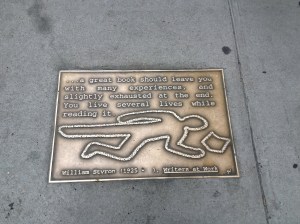 ...a great book should leave you
with many experiences, and
slightly exhausted at the end.
You live several lives while
reading it.
William Styron (1925 - ), Writers at Work